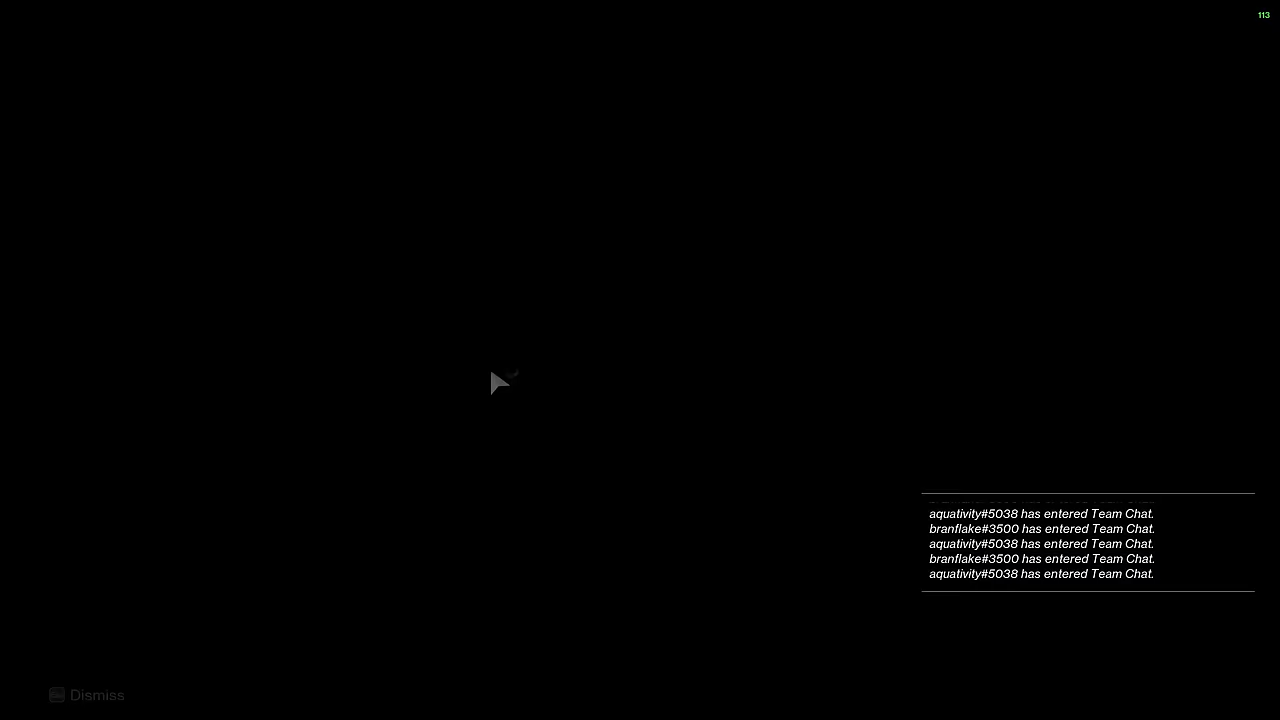 113
aquativity#5038 has entered Team Chat.
branflake#3500 has entered Team Chat.
aquativity#5038 has entered Team Chat.
branflake#3500 has entered Team Chat.
aquativity#5038 has entered Team Chat.
Dismiss